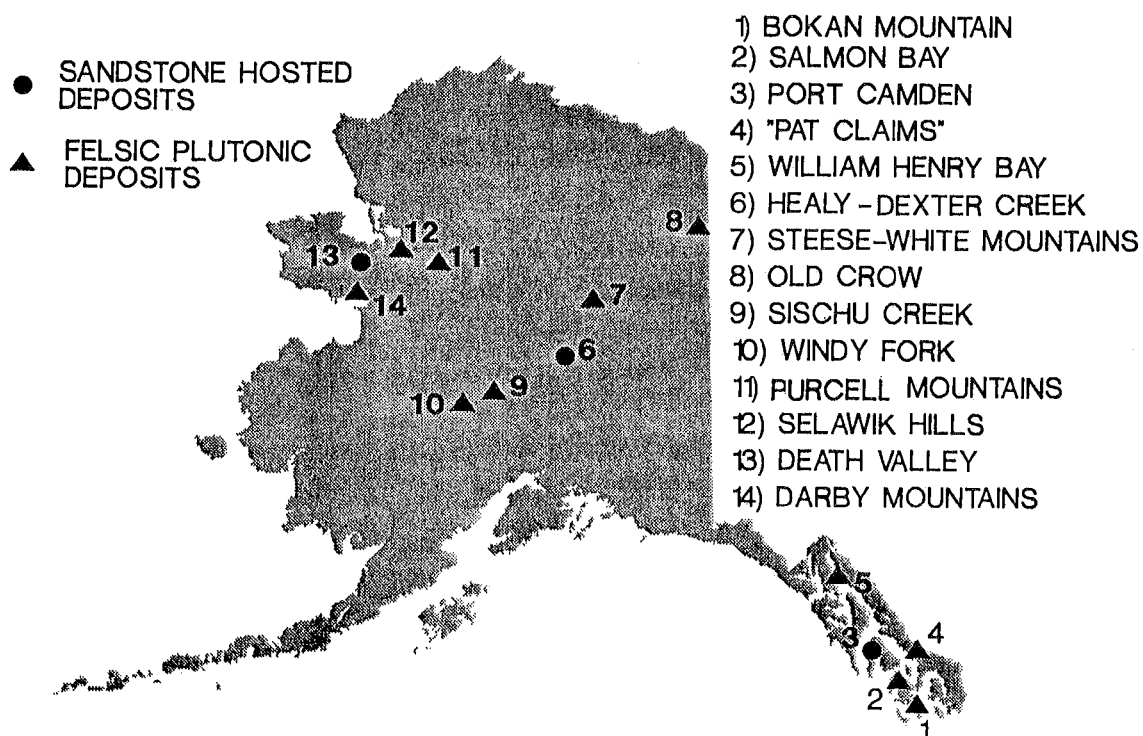 SANDSTONE HOSTED
DEPOSITS
FELSIC PLUTONIC
DEPOSITS
1) BOKAN MOUNTAIN
2) SALMON BAY
3) PORT CAMDEN
4) "PAT CLAIMS"
5) WILLIAM HENRY BAY
6) HEALY-DEXTER CREEK
7) STEESE-WHITE MOUNTAINS
8) OLD CROW
9) SISCHU CREEK
10) WINDY FORK
11) PURCELL MOUNTAINS
12) SELAWIK HILLS
13) DEATH VALLEY
14) DARBY MOUNTAINS
8
12
13
11
14
7
6
9
10
5
3
4
2
1